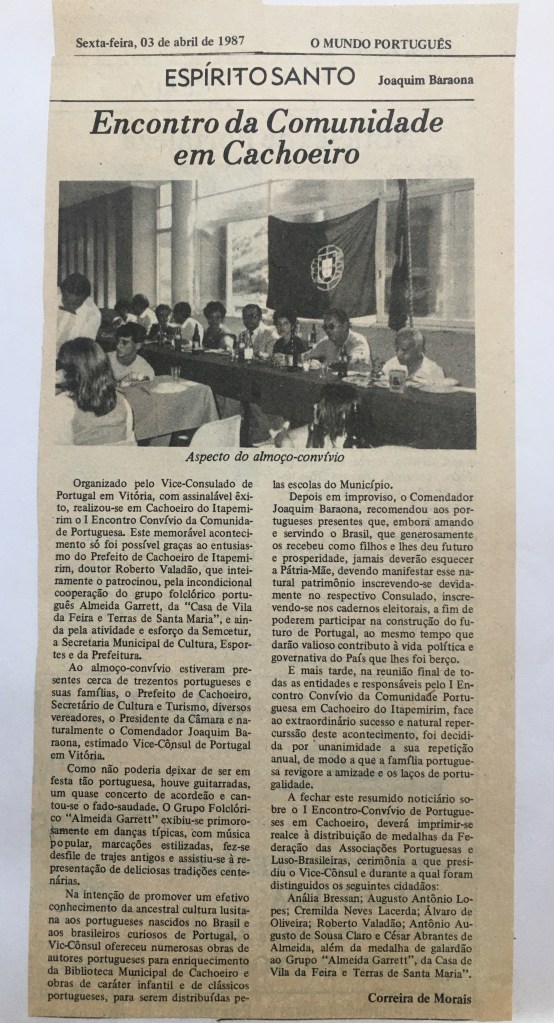 Sexta-feira, 03 de abril de 1987
O MUNDO PORTUGUÊS
ESPÍRITO SANTO
Joaquim Baraona
Encontro da Comunidade
em Cachoeiro
Aspecto do almoço-convívio
Organizado pelo Vice-Consulado de
Portugal em Vitória, com assinalável êxi-
to, realizou-se em Cachoeiro do Itapemi-
rim o I Encontro Convívio da Comunida-
de Portuguesa. Este memorável aconteci-
mento só foi possível graças ao entusias-
mo do Prefeito de Cachoeiro de Itapemi-
rim, doutor Roberto Valadão, que intei-
ramente o patrocinou, pela incondicional
cooperação do grupo folclórico portu-
guês Almeida Garrett, da "Casa de Vila
da Feira e Terras de Santa Maria", e ain-
da pela atividade e esforço da Semcetur,
a Secretaria Municipal de Cultura, Espor-
tes e da Prefeitura.
Ao almoço-convívio estiveram pre-
sentes cerca de trezentos portugueses e
suas famílias, o Prefeito de Cachoeiro,
Secretário de Cultura e Turismo, diversos
vereadores, o Presidente da Câmara e na-
turalmente o Comendador Joaquim Ba-
raona, estimado Vice-Cônsul de Portugal
em Vitória.
Como não poderia deixar de ser em
festa tão portuguesa, houve guitarradas,
um quase concerto de acordeão e can-
tou-se o fado-saudade. O Grupo Folclóri-
co "Almeida Garrett" exibiu-se primoro-
samente em danças típicas, com música
popular, marcações estilizadas, fez-se
desfile de trajes antigos e assistiu-se à re-
presentação de deliciosas tradições cente-
nárias.
Na intenção de promover um efetivo
conhecimento da ancestral cultura lusita-
na aos portugueses nascidos no Brasil e
aos brasileiros curiosos de Portugal, o
Vic-Cônsul ofereceu numerosas obras de
autores portugueses para enriquecimento
da Biblioteca Municipal de Cachoeiro e
obras de caráter infantil e de clássicos
portugueses, para serem distribuídas pe-
las escolas do Município.
Depois em improviso, o Comendador
Joaquim Baraona, recomendou aos por-
tugueses presentes que, embora amando
e servindo o Brasil, que generosamente
os recebeu como filhos e lhes deu futuro
e prosperidade, jamais deverão esquecer
a Pátria-Mãe, devendo manifestar esse na-
tural patrimônio inscrevendo-se devida-
mente no respectivo Consulado, inscre-
vendo-se nos cadernos eleitorais, a fim de
poderem participar na construção do fu-
turo de Portugal, ao mesmo tempo que
darão valioso contributo à vida política e
governativa do País que lhes foi berço.
E mais tarde, na reunião final de to-
das as entidades e responsáveis pelo I En-
contro Convívio da Comunidade Portu-
guesa em Cachoeiro do Itapemirim, face
ao extraordinário sucesso e natural reper-
curssão deste acontecimento, foi decidi-
da por unanimidade a sua repetição
anual, de modo a que a família portugue-
sa revigore a amizade e os laços de portu-
galidade.
A fechar este resumido noticiário so-
bre o I Encontro-Convívio de Portugue-
ses em Cachoeiro, deverá imprimir-se
realce à distribuição de medalhas da Fe-
deração das Associações Portuguesas e
Luso-Brasileiras, cerimônia a que presi-
diu o Vice-Cônsul e durante a qual foram
distinguidos os seguintes cidadãos:
Anália Bressan; Augusto Antônio Lo-
pes; Cremilda Neves Lacerda; Álvaro de
Oliveira; Roberto Valadão; Antônio Au-
gusto de Sousa Claro e César Abrantes de
Almeida, além da medalha de galardão
ao Grupo "Almeida Garrett", da Casa de
Vila da Feira e Terras de Santa Maria".
Correira de Morais